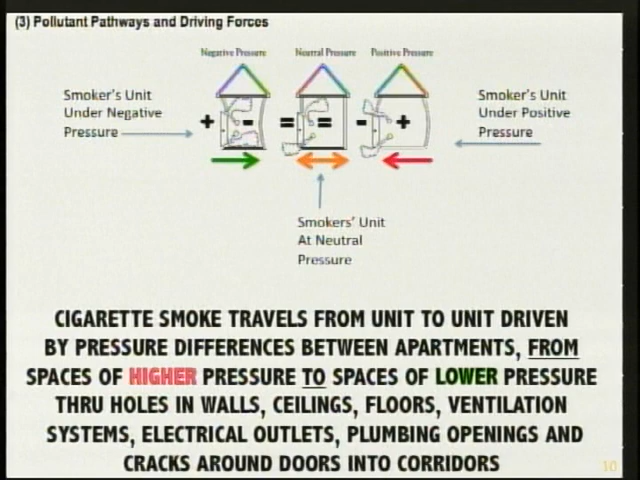 (3) Pollutant Pathways and Driving Forces
Negative Pressure Neutral Pressure Positive Pressure
Smoker's Unit
Under Negative
Pressure
Smoker's Unit
Under Positive
Pressure
+ - = = - +
Smokers' Unit
At Neutral
Pressure
CIGARETTE SMOKE TRAVELS FROM UNIT TO UNIT DRIVEN
BY PRESSURE DIFFERENCES BETWEEN APARTMENTS, FROM
SPACES OF HIGHER PRESSURE TO SPACES OF LOWER PRESSURE
THRU HOLES IN WALLS, CEILINGS, FLOORS, VENTILATION
SYSTEMS, ELECTRICAL OUTLETS, PLUMBING OPENINGS AND
CRACKS AROUND DOORS INTO CORRIDORS
10